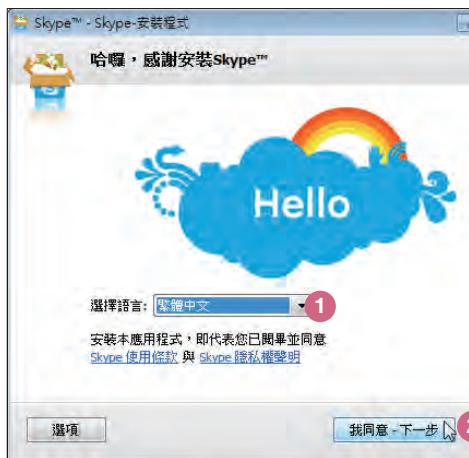 Skype™ - Skype-安裝程式
哈囉，感謝安裝Skype™
Hello
選擇語言: 繁體中文
1
安裝本應用程式，即代表您已閱畢並同意
Skype 使用條款 與 Skype 隱私權聲明
選項
我同意 - 下一步
2